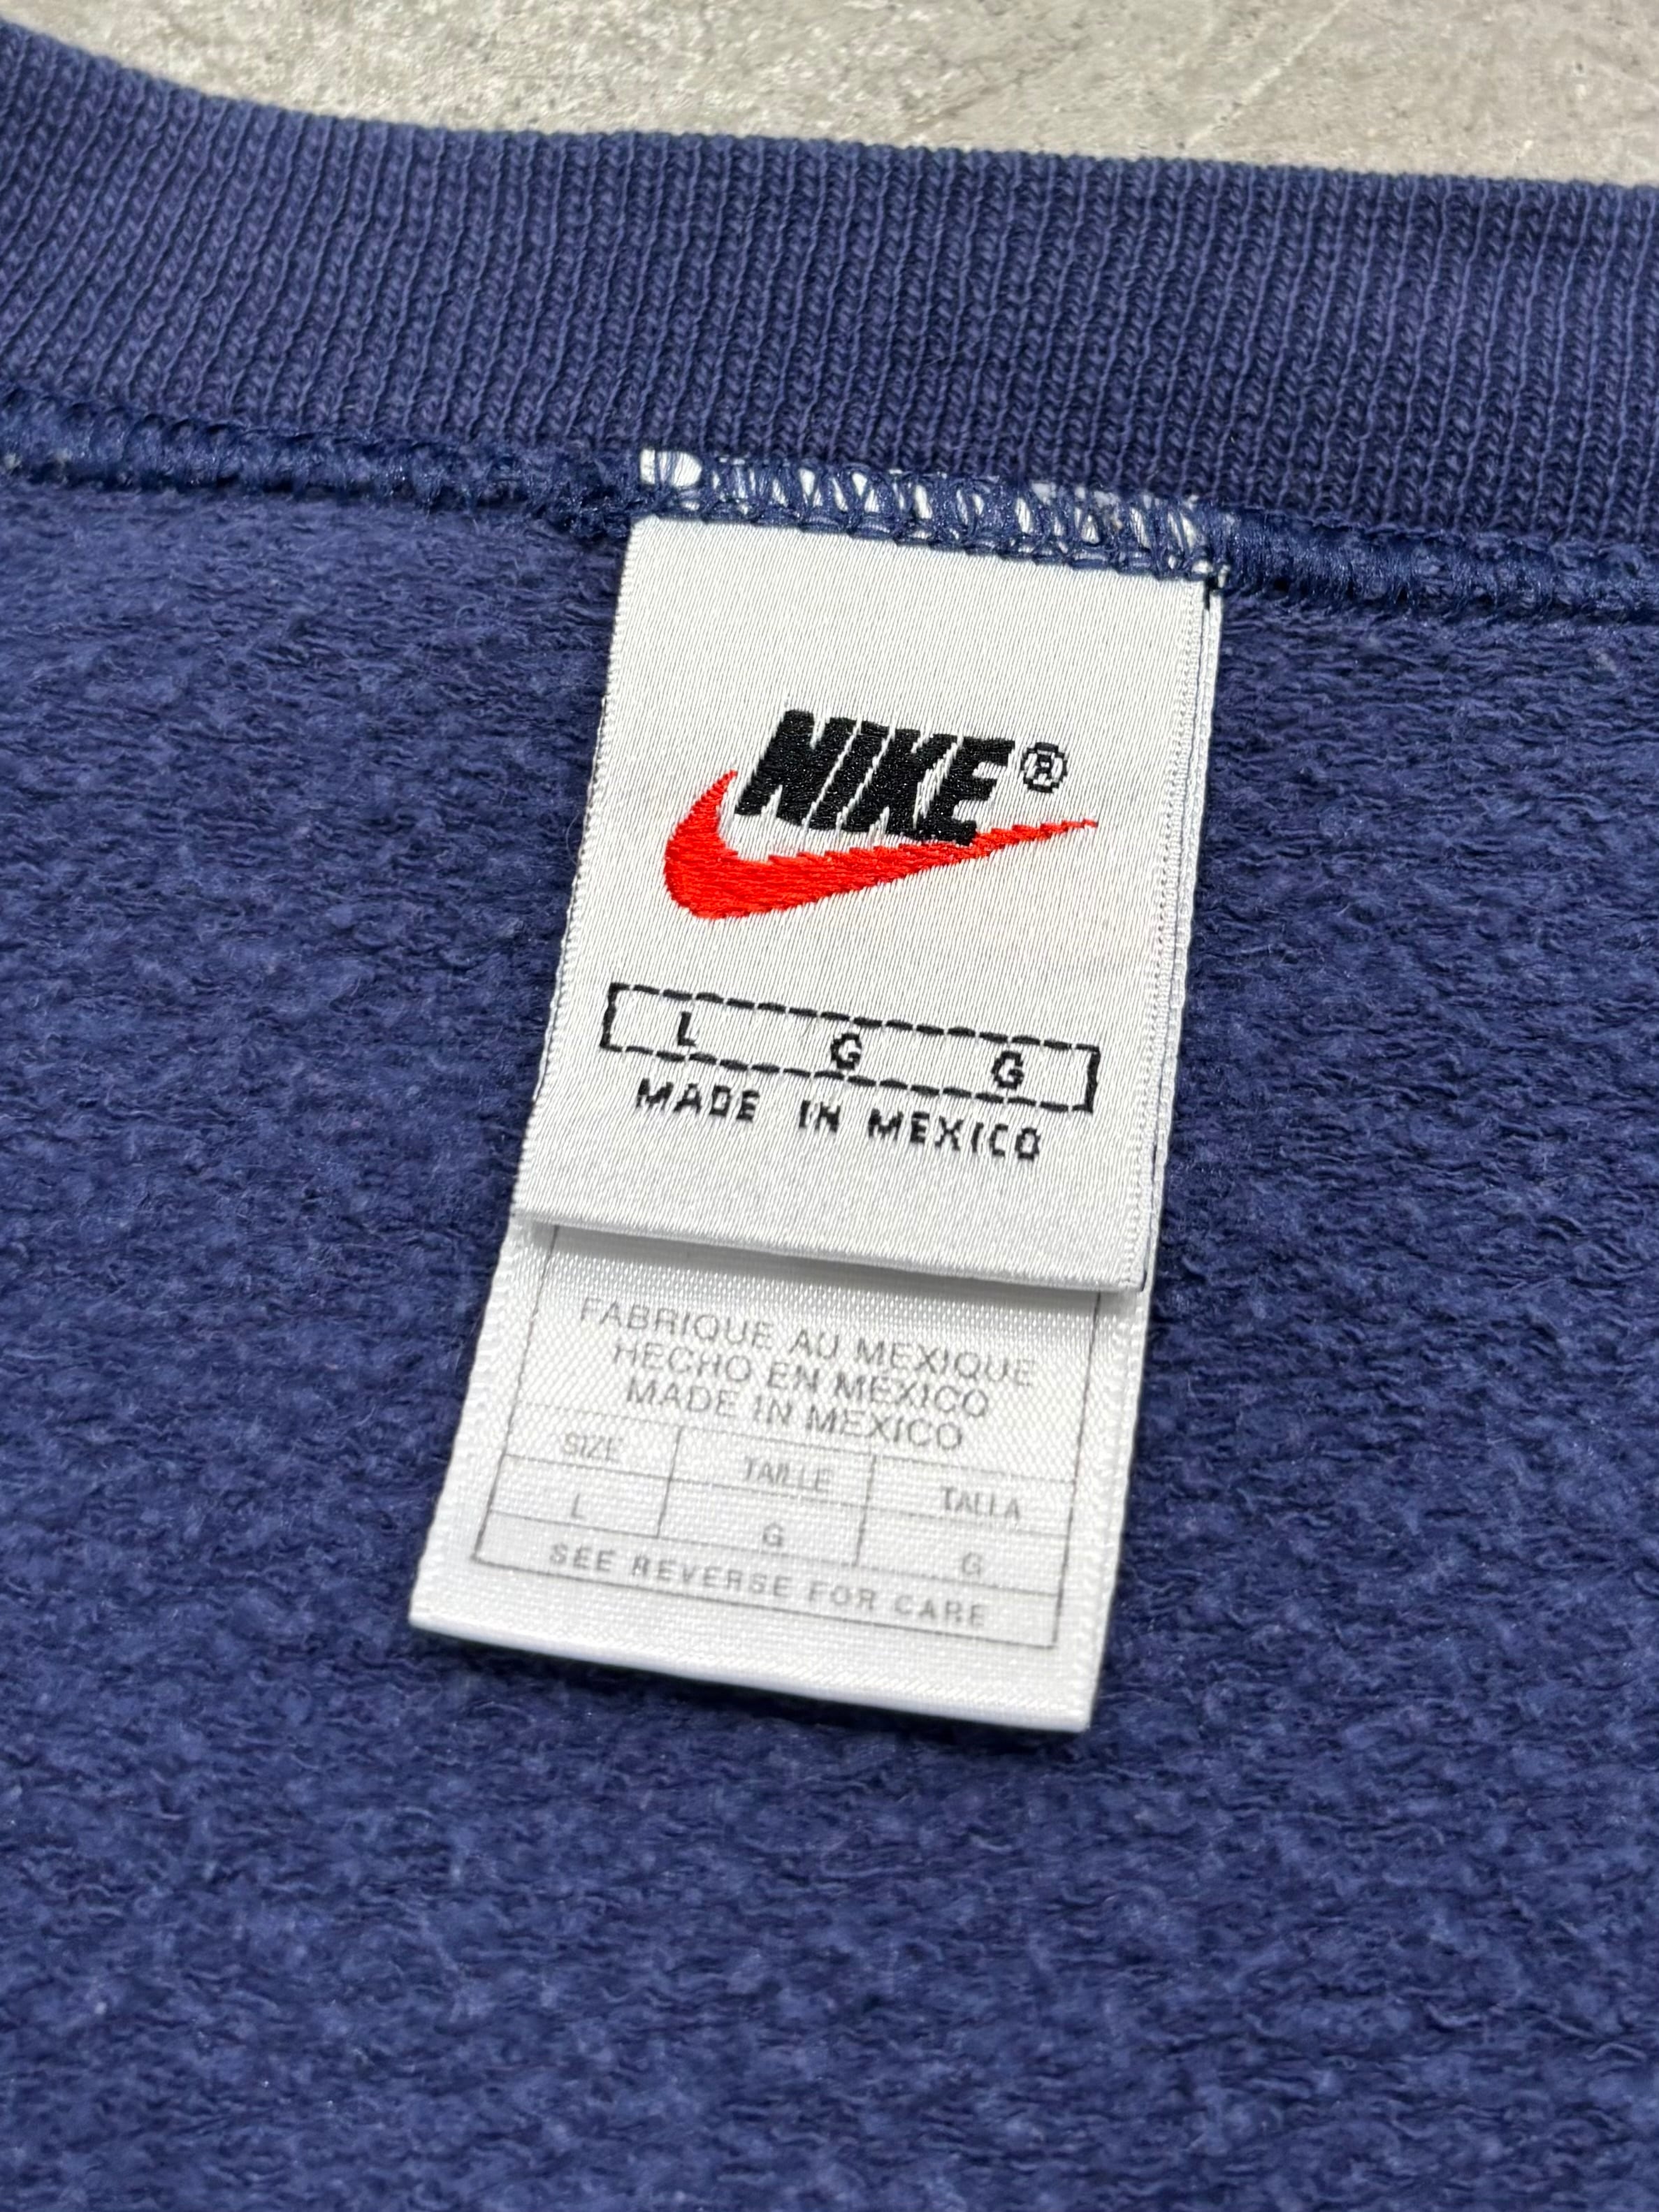 NIKE®
L G G
MADE IN MEXICO
FABRIQUE AU MEXIQUE
HECHO EN MEXICO
MADE IN MEXICO
SIZE TAILLE TALLA
L G G
SEE REVERSE FOR CARE